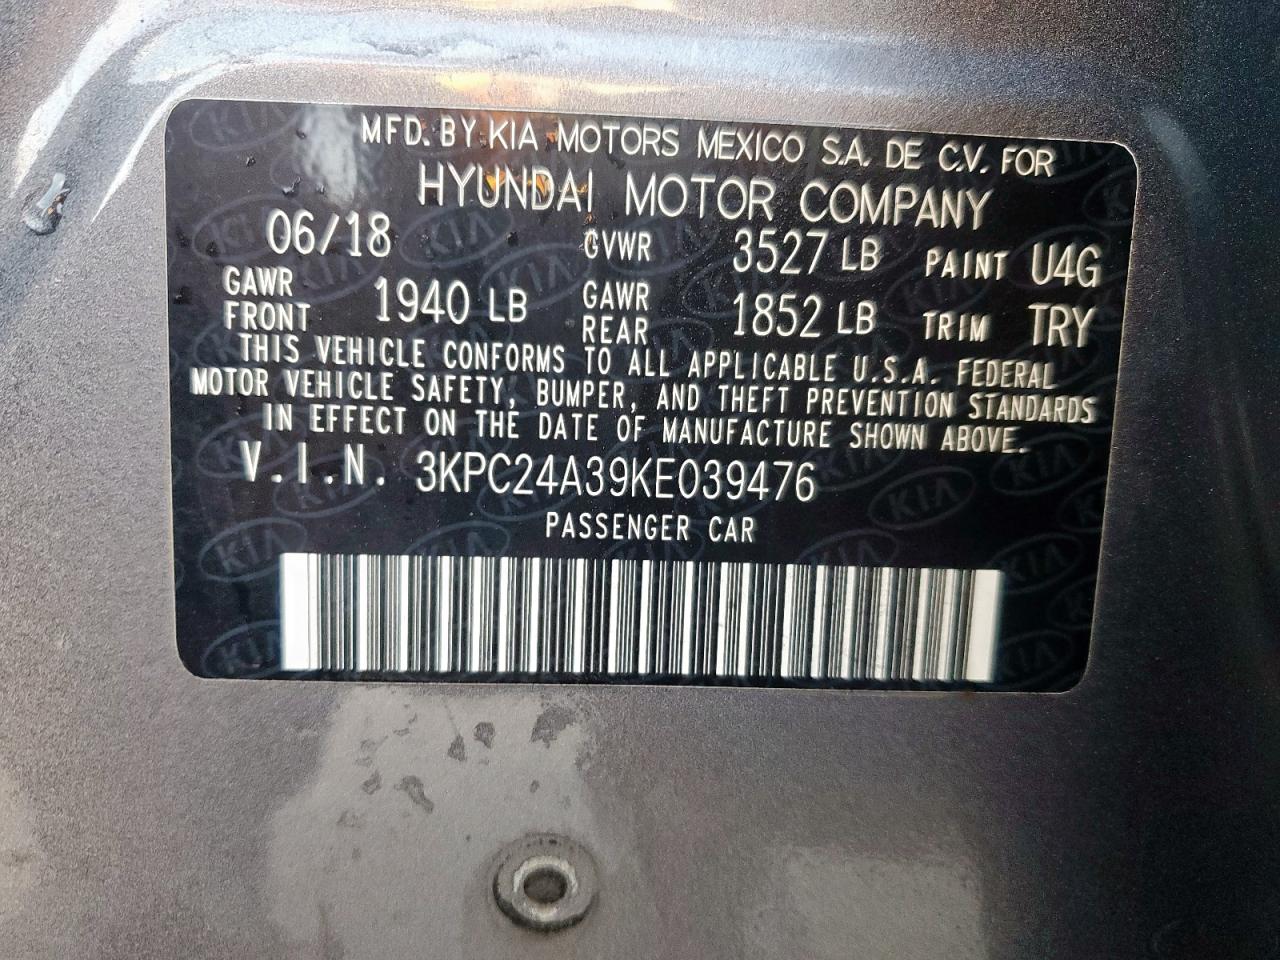 MFD. BY KIA MOTORS MEXICO S.A. DE C.V. FOR
HYUNDAI MOTOR COMPANY
06/18 GVWR 3527 LB PAINT U4G
GAWR FRONT 1940 LB GAWR REAR 1852 LB TRIM TRY
THIS VEHICLE CONFORMS TO ALL APPLICABLE U.S.A. FEDERAL
MOTOR VEHICLE SAFETY, BUMPER, AND THEFT PREVENTION STANDARDS
IN EFFECT ON THE DATE OF MANUFACTURE SHOWN ABOVE.
V.I.N. 3KPC24A39KE039476
PASSENGER CAR